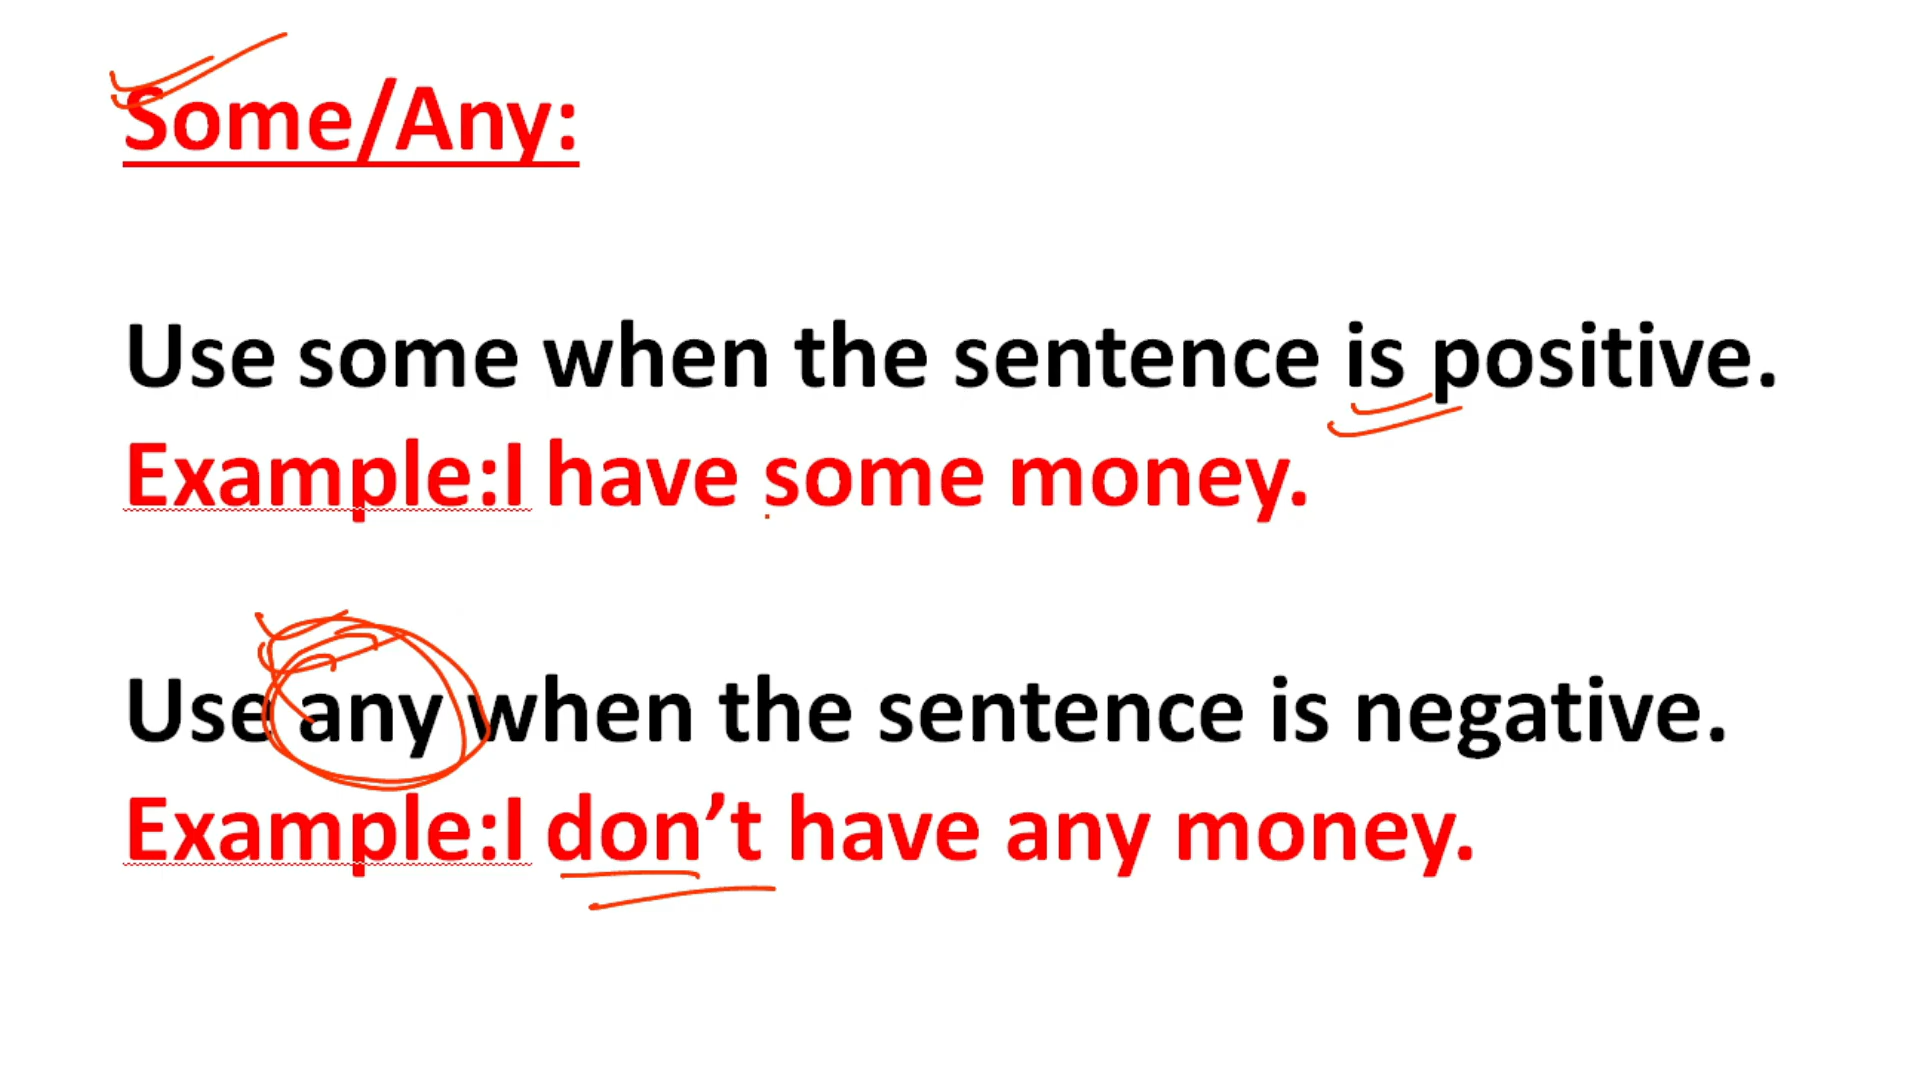 Some/Any:
Use some when the sentence is positive.
Example:I have some money.
Use any when the sentence is negative.
Example:I don’t have any money.